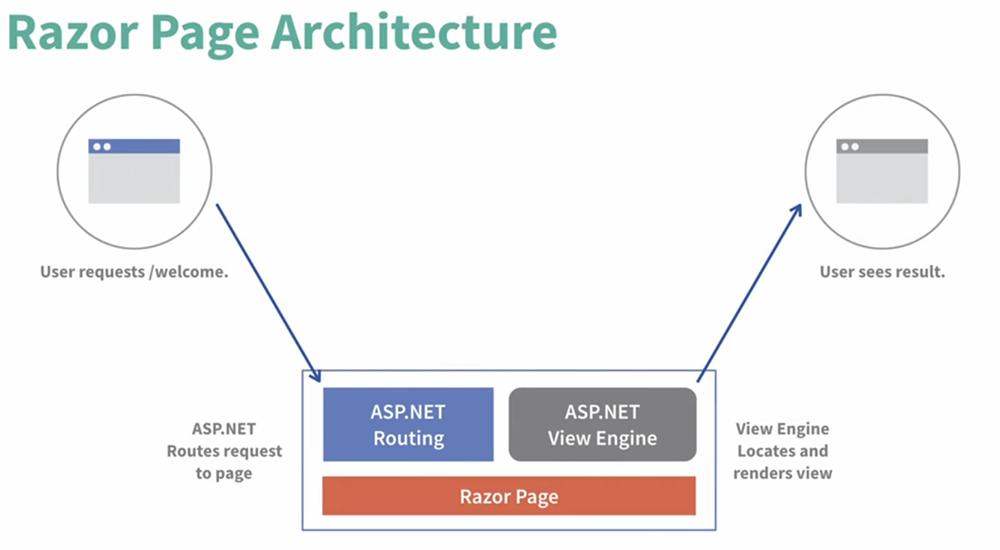 Razor Page Architecture
User requests /welcome.
User sees result.
ASP.NET
Routes request
to page
ASP.NET
Routing
ASP.NET
View Engine
Razor Page
View Engine
Locates and
renders view